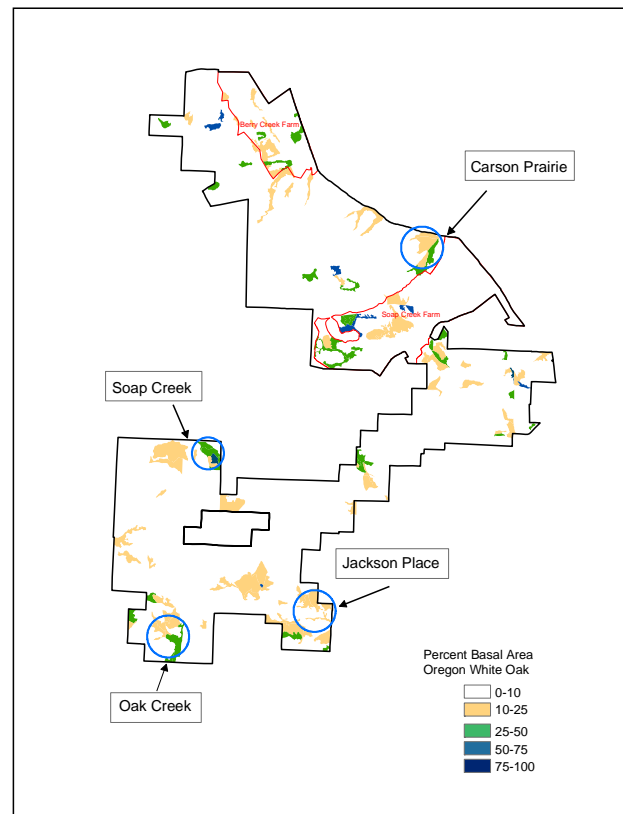 Berry Creek Farm
Carson Prairie
Soap Creek Farm
Soap Creek
Jackson Place
Oak Creek
Percent Basal Area
Oregon White Oak
0-10
10-25
25-50
50-75
75-100